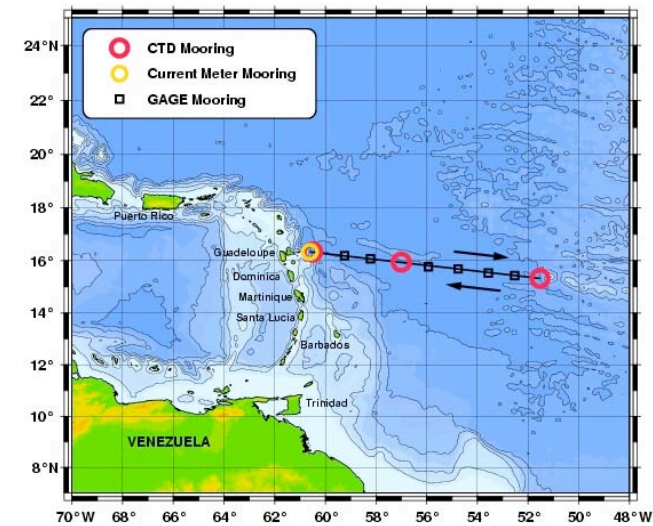 24°N
22°
20°
18°
16°
14°
12°
10°
8°N
CTD Mooring
Current Meter Mooring
GAGE Mooring
Puerto Rico
Guadeloupe
Dominica
Martinique
Santa Lucia
Barbados
Trinidad
VENEZUELA
70°W 68° 66° 64° 62° 60° 58° 56° 54° 52° 50° 48°W